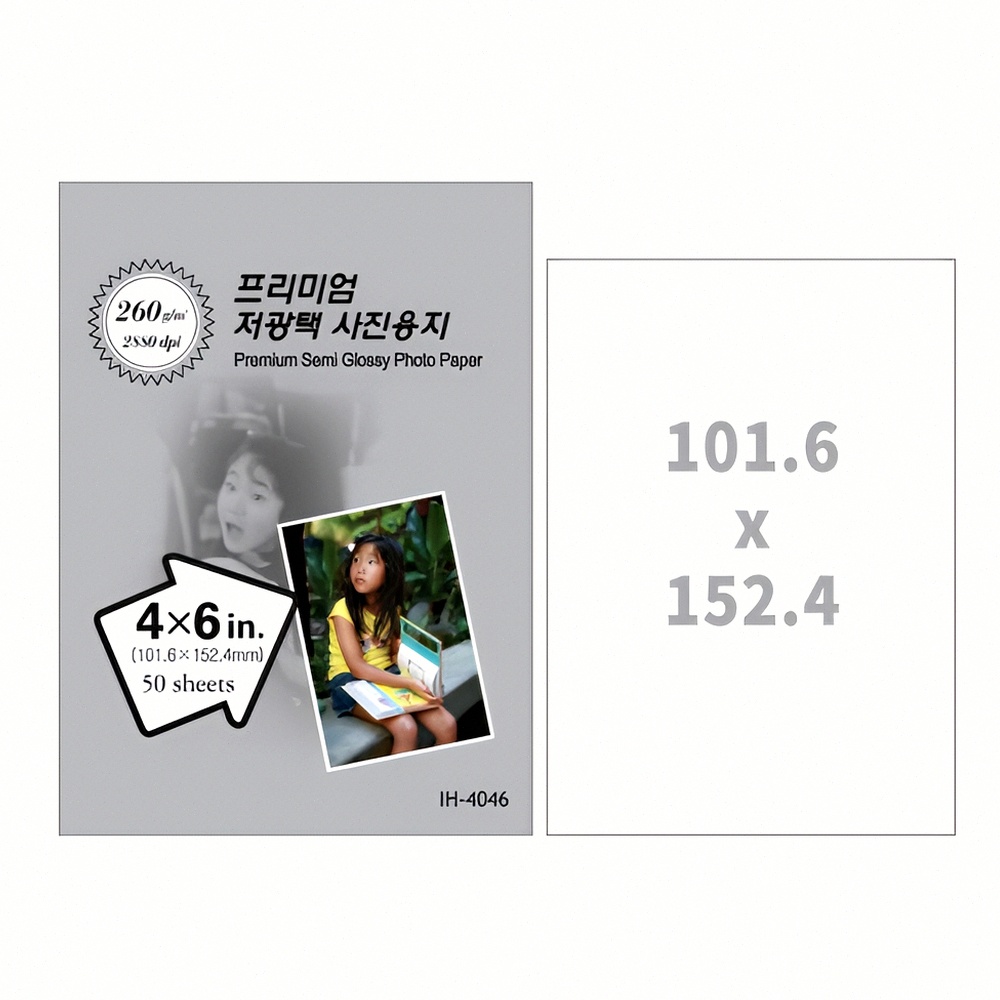 260g/m²
2880 dpi
프리미엄
저광택 사진용지
Premium Semi Glossy Photo Paper
4×6 in.
(101.6×152.4mm)
50 sheets
IH-4046
101.6
x
152.4